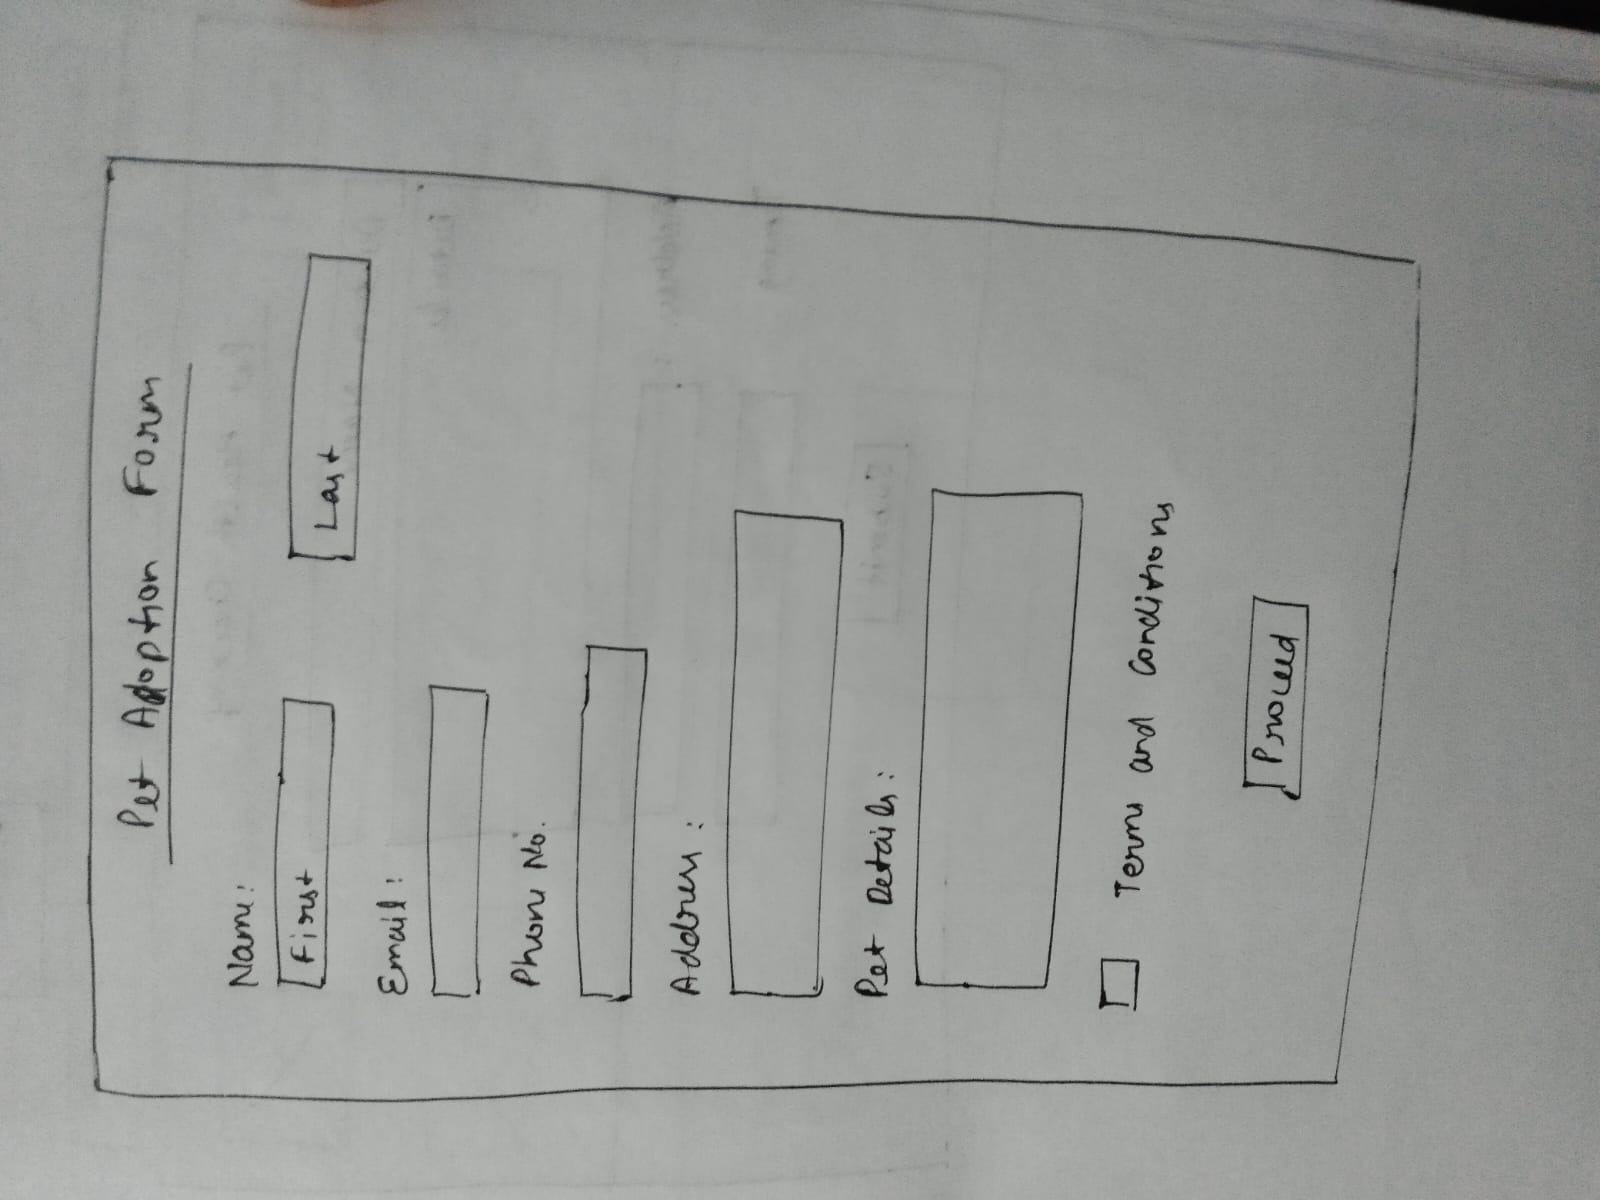 Pet Adoption Form
Name:
First Last
Email:
Phone No.
Address:
Pet Details:
Terms and Conditions
Proceed